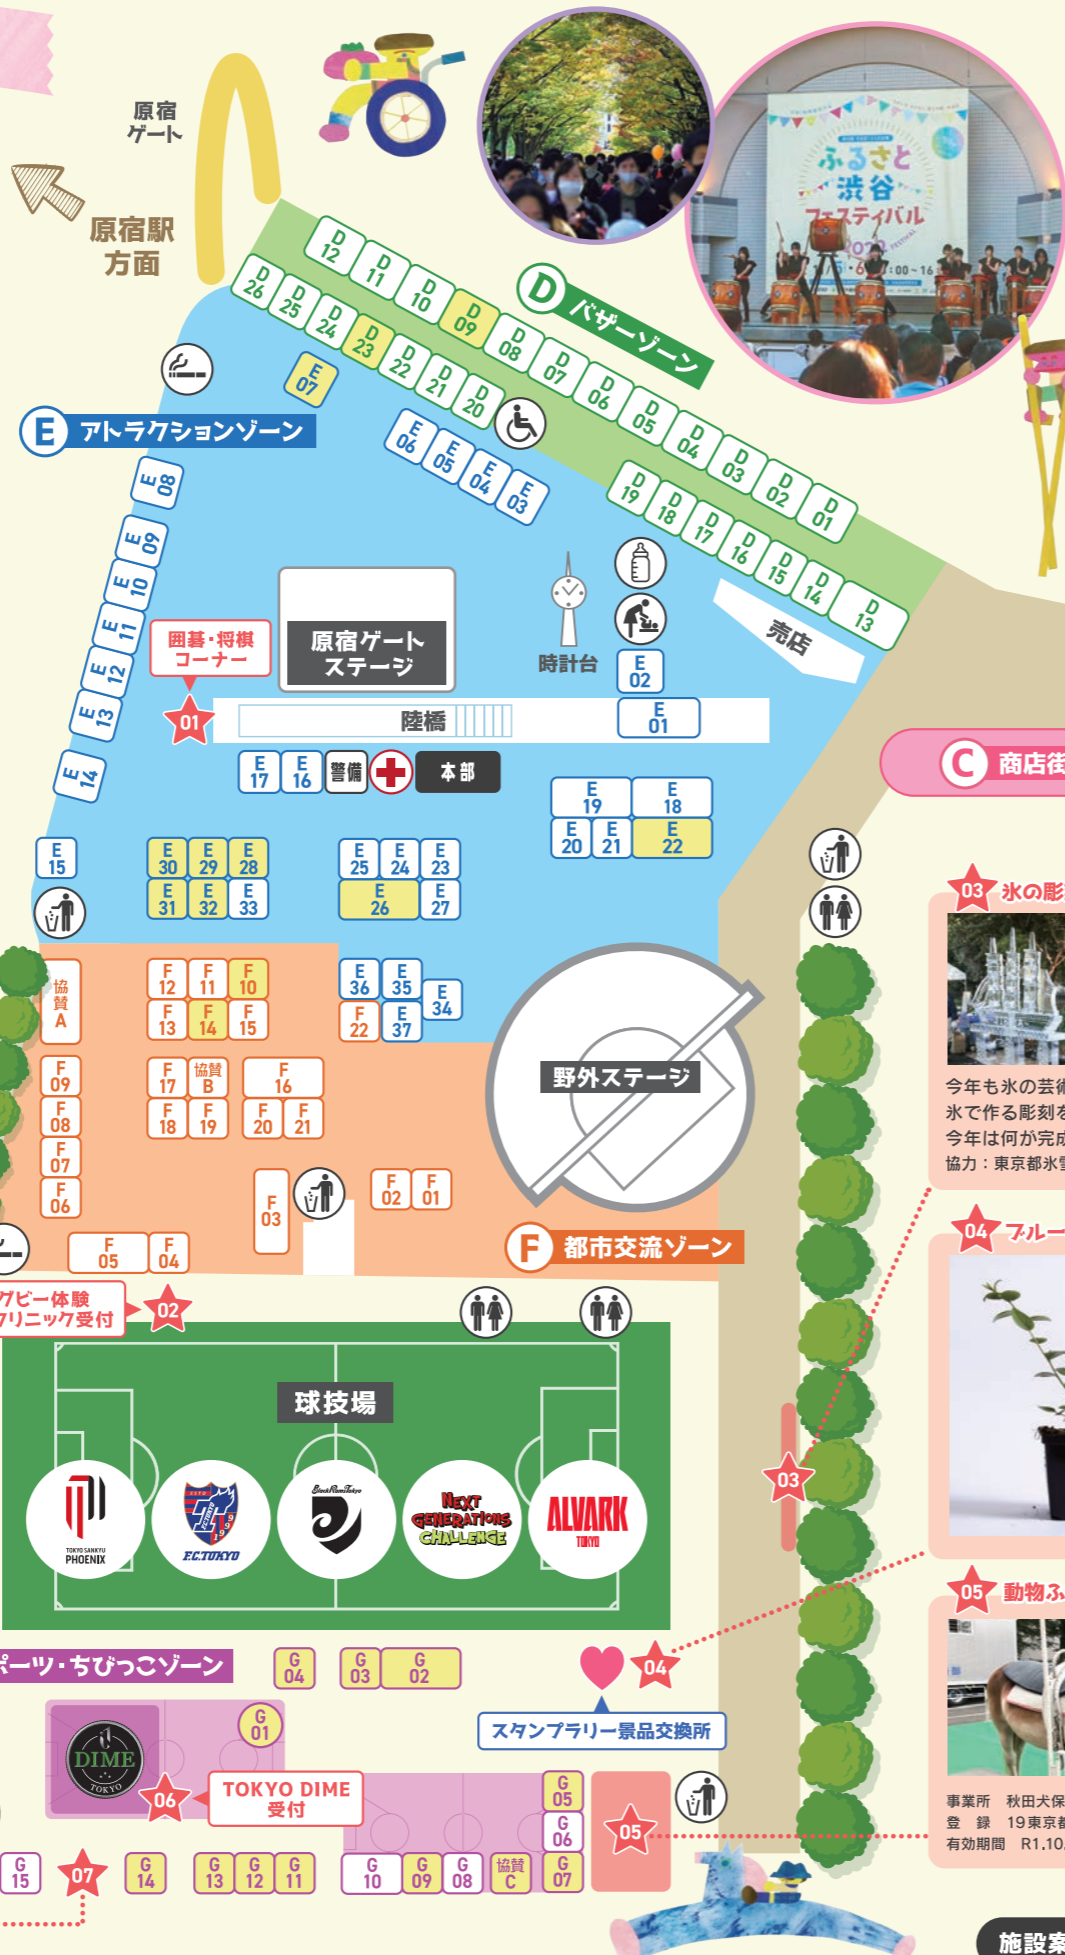 原宿
ゲート
原宿駅
方面
ふるさと
渋谷
フェスティバル
2022
D バザーゾーン
D 12
D 11
D 10
D 09
D 08
D 07
D 06
D 05
D 04
D 03
D 02
D 01
D 26
D 25
D 24
D 23
D 22
D 21
D 20
D 19
D 18
D 17
D 16
D 15
D 14
D 13
E アトラクションゾーン
E 07
E 06
E 05
E 04
E 03
E 08
E 09
E 10
E 11
E 12
E 13
E 14
囲碁・将棋
コーナー
01
原宿ゲート
ステージ
時計台
売店
E 02
E 01
陸橋
E 17
E 16
警備
本部
C 商店街
E 19
E 18
E 20
E 21
E 22
E 15
E 30
E 29
E 28
E 31
E 32
E 33
E 25
E 24
E 23
E 26
E 27
協賛 A
F 12
F 11
F 10
F 13
F 14
F 15
E 36
E 35
E 34
F 22
E 37
野外ステージ
F 09
F 08
F 07
F 06
F 17
協賛 B
F 16
F 18
F 19
F 20
F 21
F 03
F 02
F 01
F 05
F 04
F 都市交流ゾーン
グビー体験
クリニック受付
02
球技場
TOKYO SANKYU
PHOENIX
F.C.TOKYO
BlackRamsTokyo
NEXT
GENERATIONS
CHALLENGE
ALVARK
TOKYO
03
ポーツ・ちびっこゾーン
G 04
G 03
G 02
04
スタンプラリー景品交換所
G 01
DIME
TOKYO
06
TOKYO DIME
受付
G 05
G 06
G 07
05
G 15
07
G 14
G 13
G 12
G 11
G 10
G 09
G 08
協賛 C
03 氷の彫
今年も氷の芸術
氷で作る彫刻を
今年は何が完成
協力：東京都氷雪
04 ブルー
05 動物ふ
事業所 秋田犬保
登 録 19東京都
有効期間 R1.10.
施設案